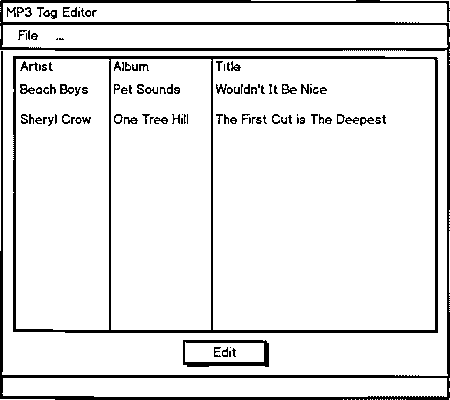 MP3 Tag Editor
File ...
Artist Album Title
Beach Boys Pet Sounds Wouldn't It Be Nice
Sheryl Crow One Tree Hill The First Cut is The Deepest
Edit